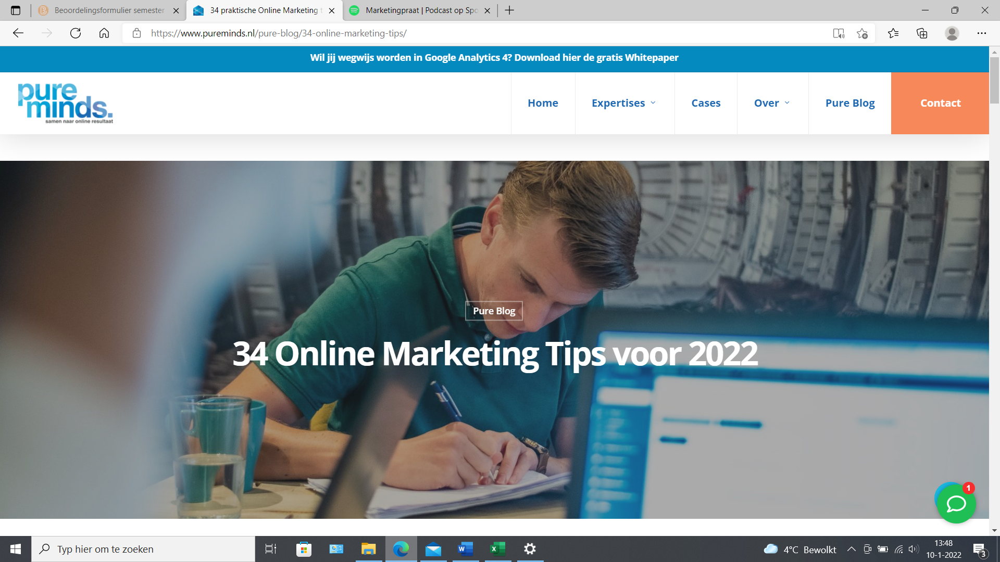 Beoordelingsformulier semester
34 praktische Online Marketing t
Marketingpraat | Podcast op Spo
https://www.pureminds.nl/pure-blog/34-online-marketing-tips/
Wil jij wegwijs worden in Google Analytics 4? Download hier de gratis Whitepaper
pure
minds.
samen naar online resultaat
Home
Expertises
Cases
Over
Pure Blog
Contact
Pure Blog
34 Online Marketing Tips voor 2022
1
Typ hier om te zoeken
4°C Bewolkt
13:48
10-1-2022
3